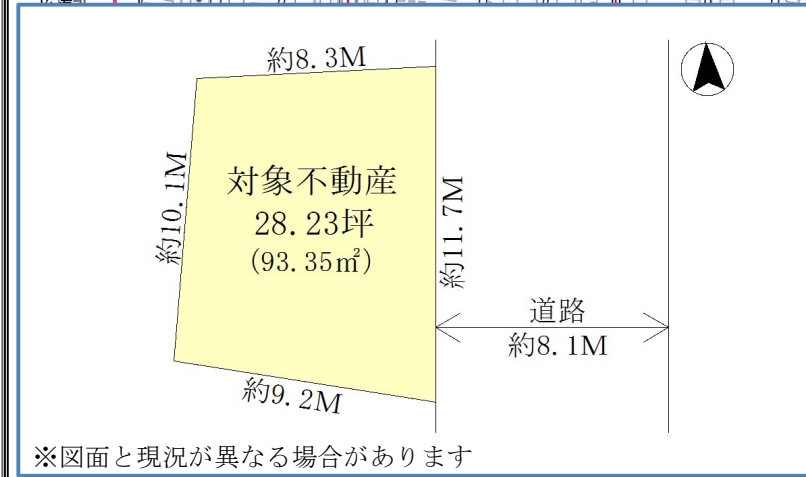 約8.3M
約10.1M
対象不動産
28.23坪
(93.35㎡)
約11.7M
道路
約8.1M
約9.2M
※図面と現況が異なる場合があります